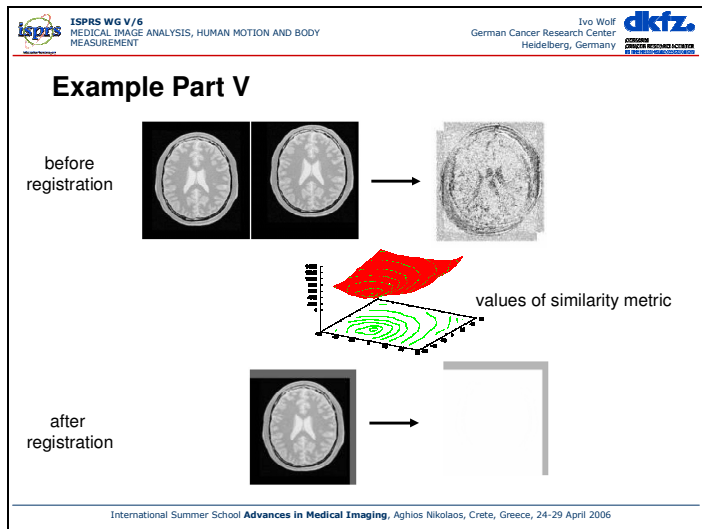 isprs
ISPRS WG V/6
MEDICAL IMAGE ANALYSIS, HUMAN MOTION AND BODY
MEASUREMENT
Ivo Wolf
German Cancer Research Center
Heidelberg, Germany
dkfz.
Example Part V
before
registration
values of similarity metric
after
registration
International Summer School Advances in Medical Imaging, Aghios Nikolaos, Crete, Greece, 24-29 April 2006